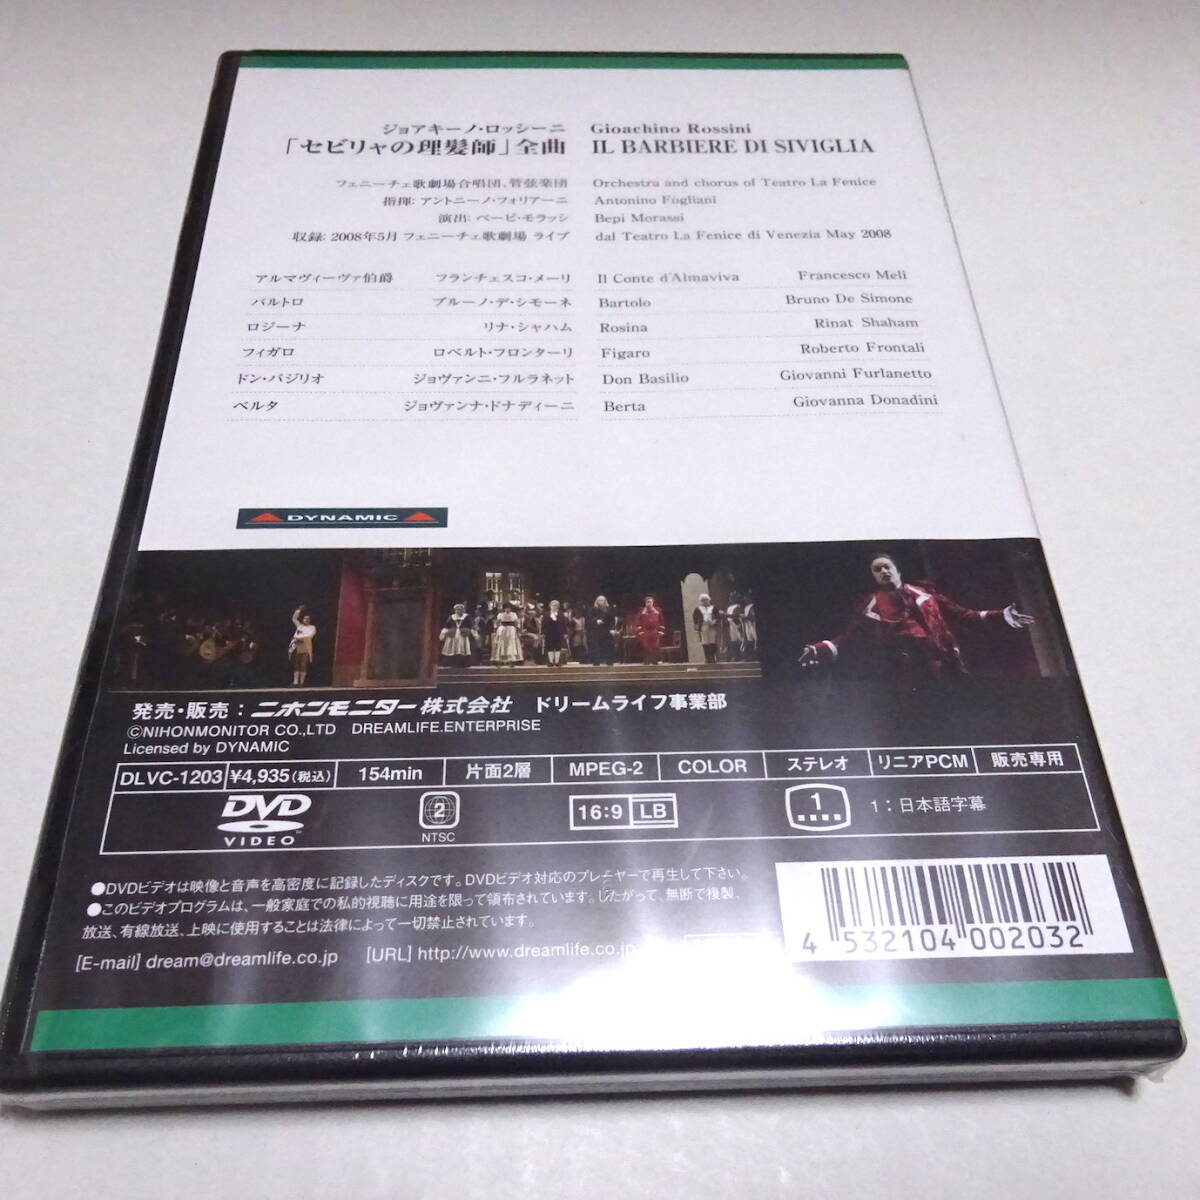 ジョアキーノ・ロッシーニ Gioachino Rossini
「セビリャの理髪師」全曲 IL BARBIERE DI SIVIGLIA
フェニーチェ歌劇場合唱団、管弦楽団 Orchestra and chorus of Teatro La Fenice
指揮：アントニーノ・フォリアーニ Antonino Fogliani
演出：ベーピ・モラッシ Bepi Morassi
収録：2008年5月 フェニーチェ歌劇場 ライブ dal Teatro La Fenice di Venezia May 2008
アルマヴィーヴァ伯爵 フランチェスコ・メーリ Il Conte d'Almaviva Francesco Meli
バルトロ ブルーノ・デ・シモーネ Bartolo Bruno De Simone
ロジーナ リナ・シャハム Rosina Rinat Shaham
フィガロ ロベルト・フロンターリ Figaro Roberto Frontali
ドン・バジリオ ジョヴァンニ・フルラネット Don Basilio Giovanni Furlanetto
ベルタ ジョヴァンナ・ドナディーニ Berta Giovanna Donadini
DYNAMIC
発売・販売：ニホンモニター株式会社 ドリームライフ事業部
©NIHONMONITOR CO.,LTD DREAMLIFE.ENTERPRISE
Licensed by DYNAMIC
DLVC-1203 ¥4,935(税込) 154min 片面2層 MPEG-2 COLOR ステレオ リニアPCM 販売専用
DVD VIDEO 2 NTSC 16:9 LB 1 1：日本語字幕
●DVDビデオは映像と音声を高密度に記録したディスクです。DVDビデオ対応のプレーヤーで再生して下さい。
●このビデオプログラムは、一般家庭での私的視聴に用途を限って領布されています。したがって、無断で複製、
放送、有線放送、上映に使用することは法律によって一切禁止されています。
[E-mail] dream@dreamlife.co.jp [URL] http://www.dreamlife.co.jp
4 532104 002032